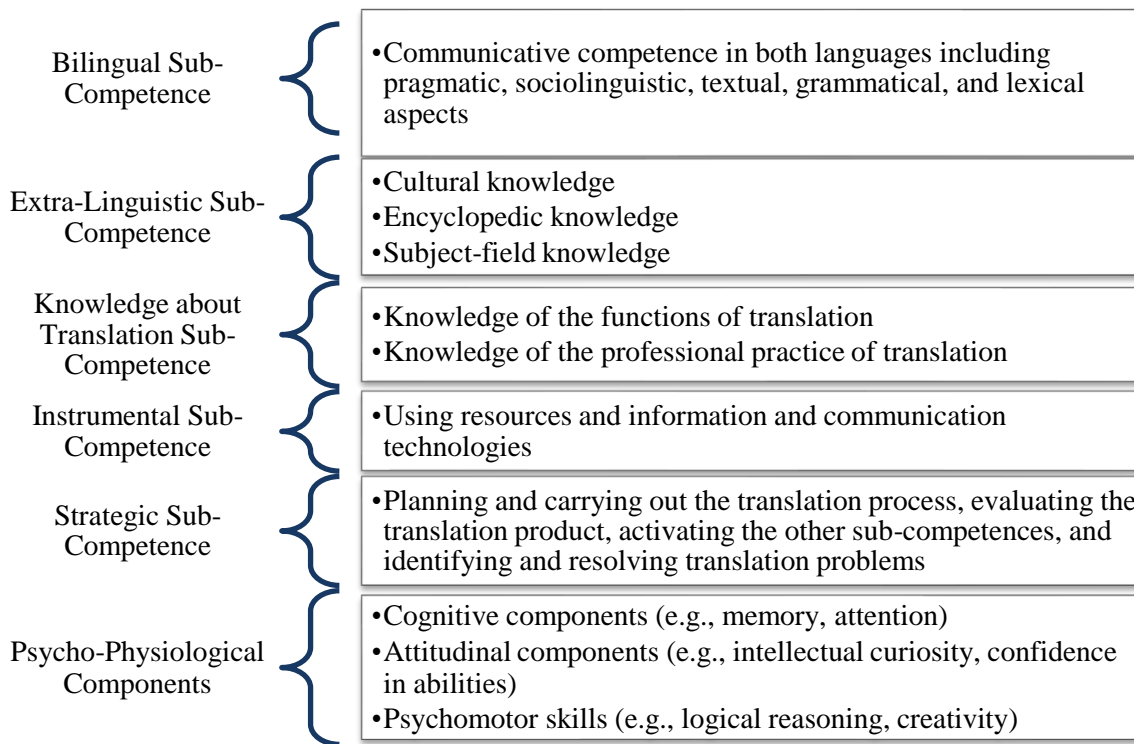 Bilingual Sub-
Competence
•Communicative competence in both languages including
pragmatic, sociolinguistic, textual, grammatical, and lexical
aspects
Extra-Linguistic Sub-
Competence
•Cultural knowledge
•Encyclopedic knowledge
•Subject-field knowledge
Knowledge about
Translation Sub-
Competence
•Knowledge of the functions of translation
•Knowledge of the professional practice of translation
Instrumental Sub-
Competence
•Using resources and information and communication
technologies
Strategic Sub-
Competence
•Planning and carrying out the translation process, evaluating the
translation product, activating the other sub-competences, and
identifying and resolving translation problems
Psycho-Physiological
Components
•Cognitive components (e.g., memory, attention)
•Attitudinal components (e.g., intellectual curiosity, confidence
in abilities)
•Psychomotor skills (e.g., logical reasoning, creativity)